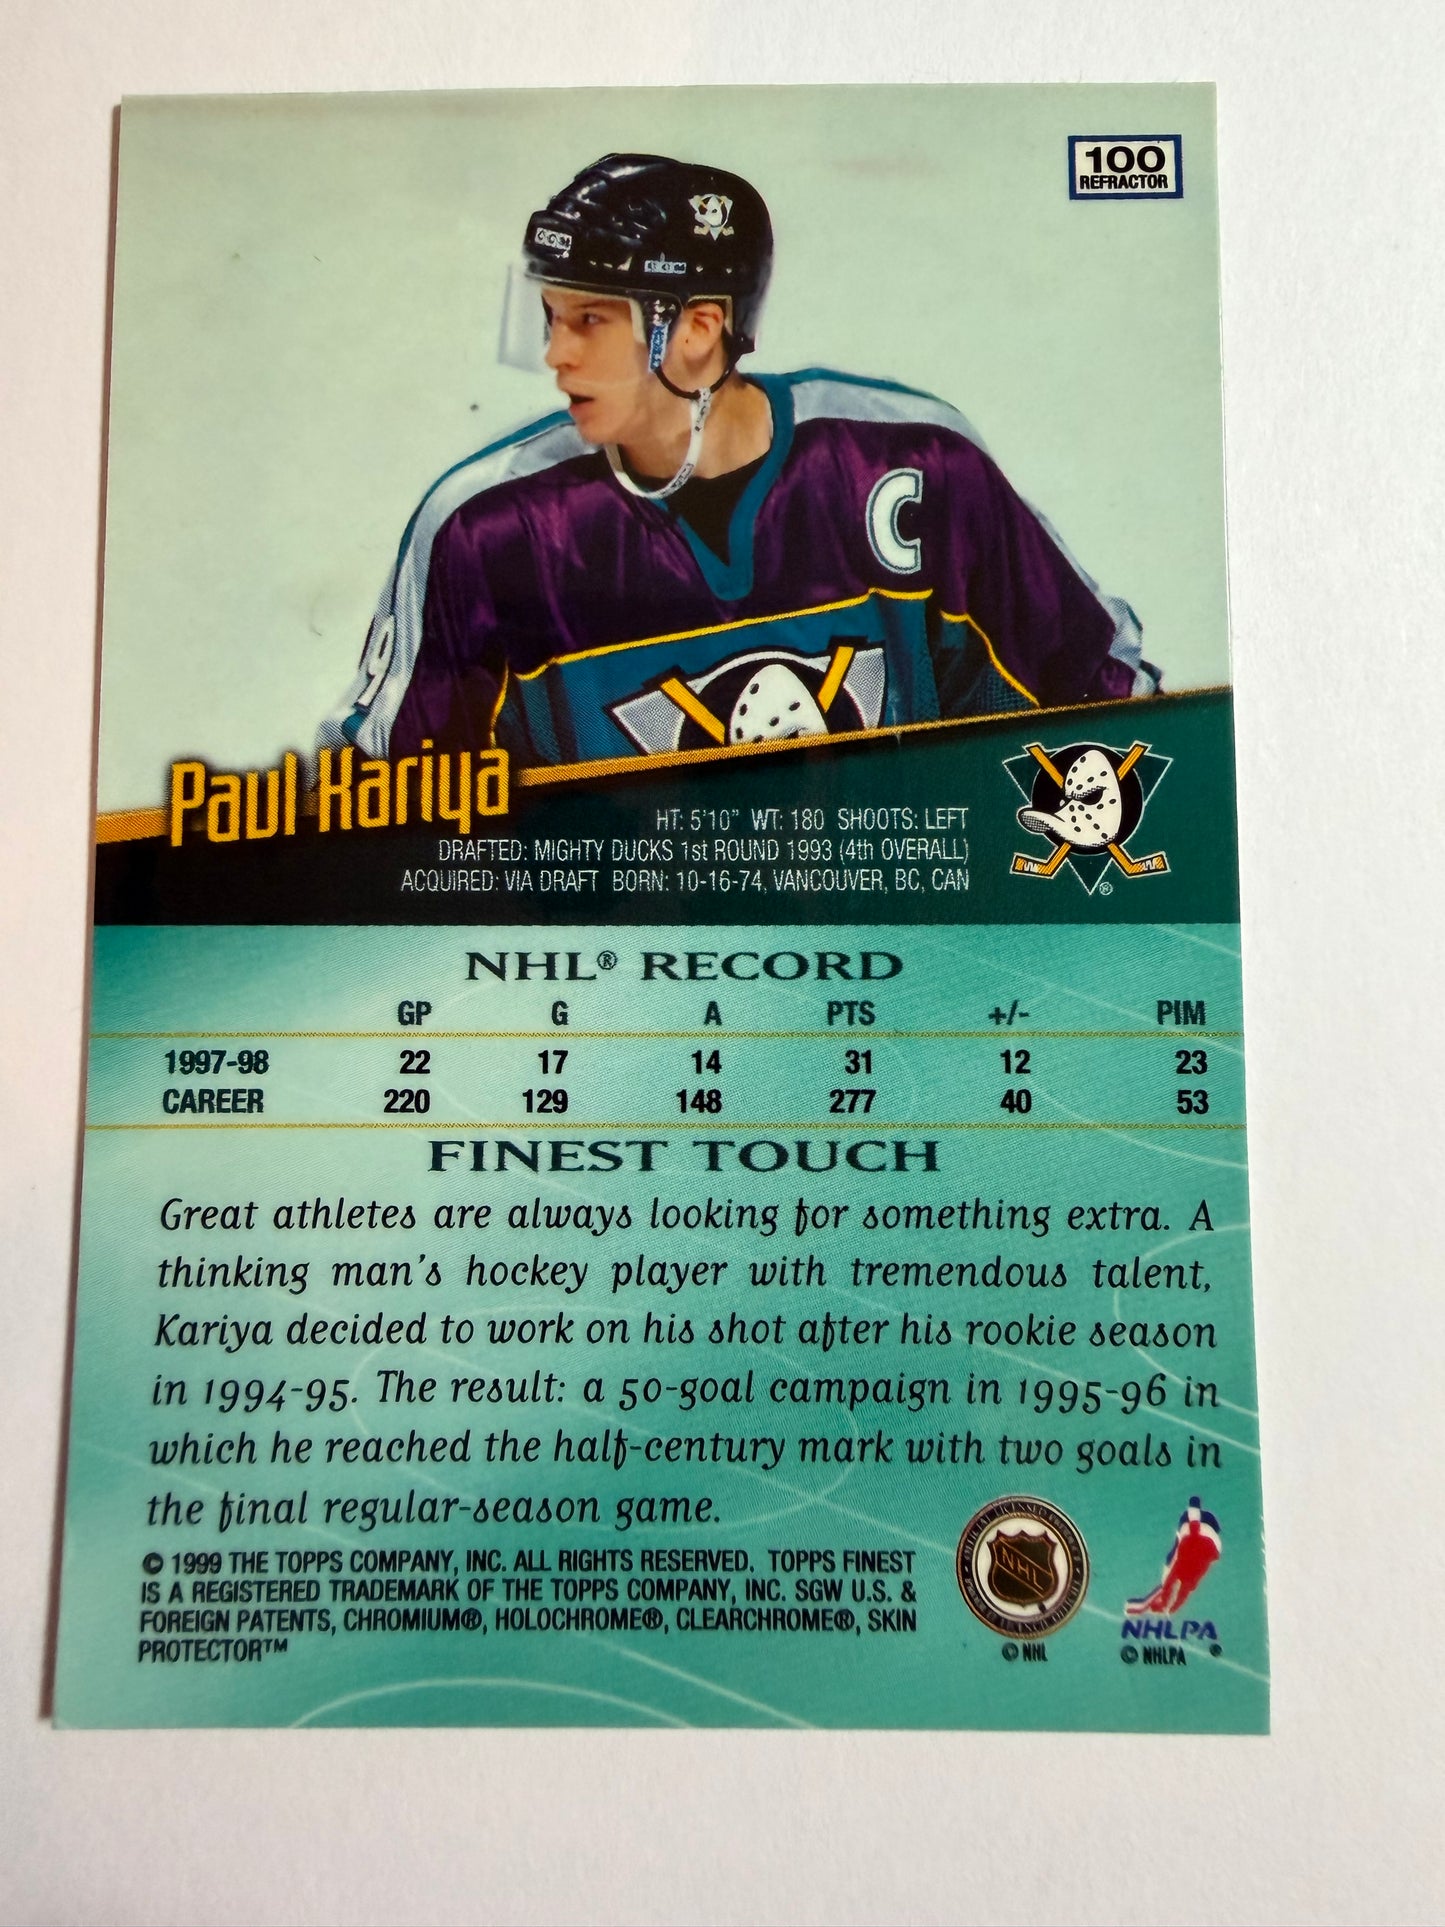 100
REFRACTOR
CCM
C
9
Paul Kariya
HT: 5'10" WT: 180 SHOOTS: LEFT
DRAFTED: MIGHTY DUCKS 1st ROUND 1993 (4th OVERALL)
ACQUIRED: VIA DRAFT BORN: 10-16-74, VANCOUVER, BC, CAN
NHL® RECORD
GP G A PTS +/- PIM
1997-98 22 17 14 31 12 23
CAREER 220 129 148 277 40 53
FINEST TOUCH
Great athletes are always looking for something extra. A
thinking man's hockey player with tremendous talent,
Kariya decided to work on his shot after his rookie season
in 1994-95. The result: a 50-goal campaign in 1995-96 in
which he reached the half-century mark with two goals in
the final regular-season game.
© 1999 THE TOPPS COMPANY, INC. ALL RIGHTS RESERVED. TOPPS FINEST
IS A REGISTERED TRADEMARK OF THE TOPPS COMPANY, INC. SGW U.S. &
FOREIGN PATENTS, CHROMIUM®, HOLOCHROME®, CLEARCHROME®, SKIN
PROTECTOR™
NHL
© NHL
NHLPA
© NHLPA ®